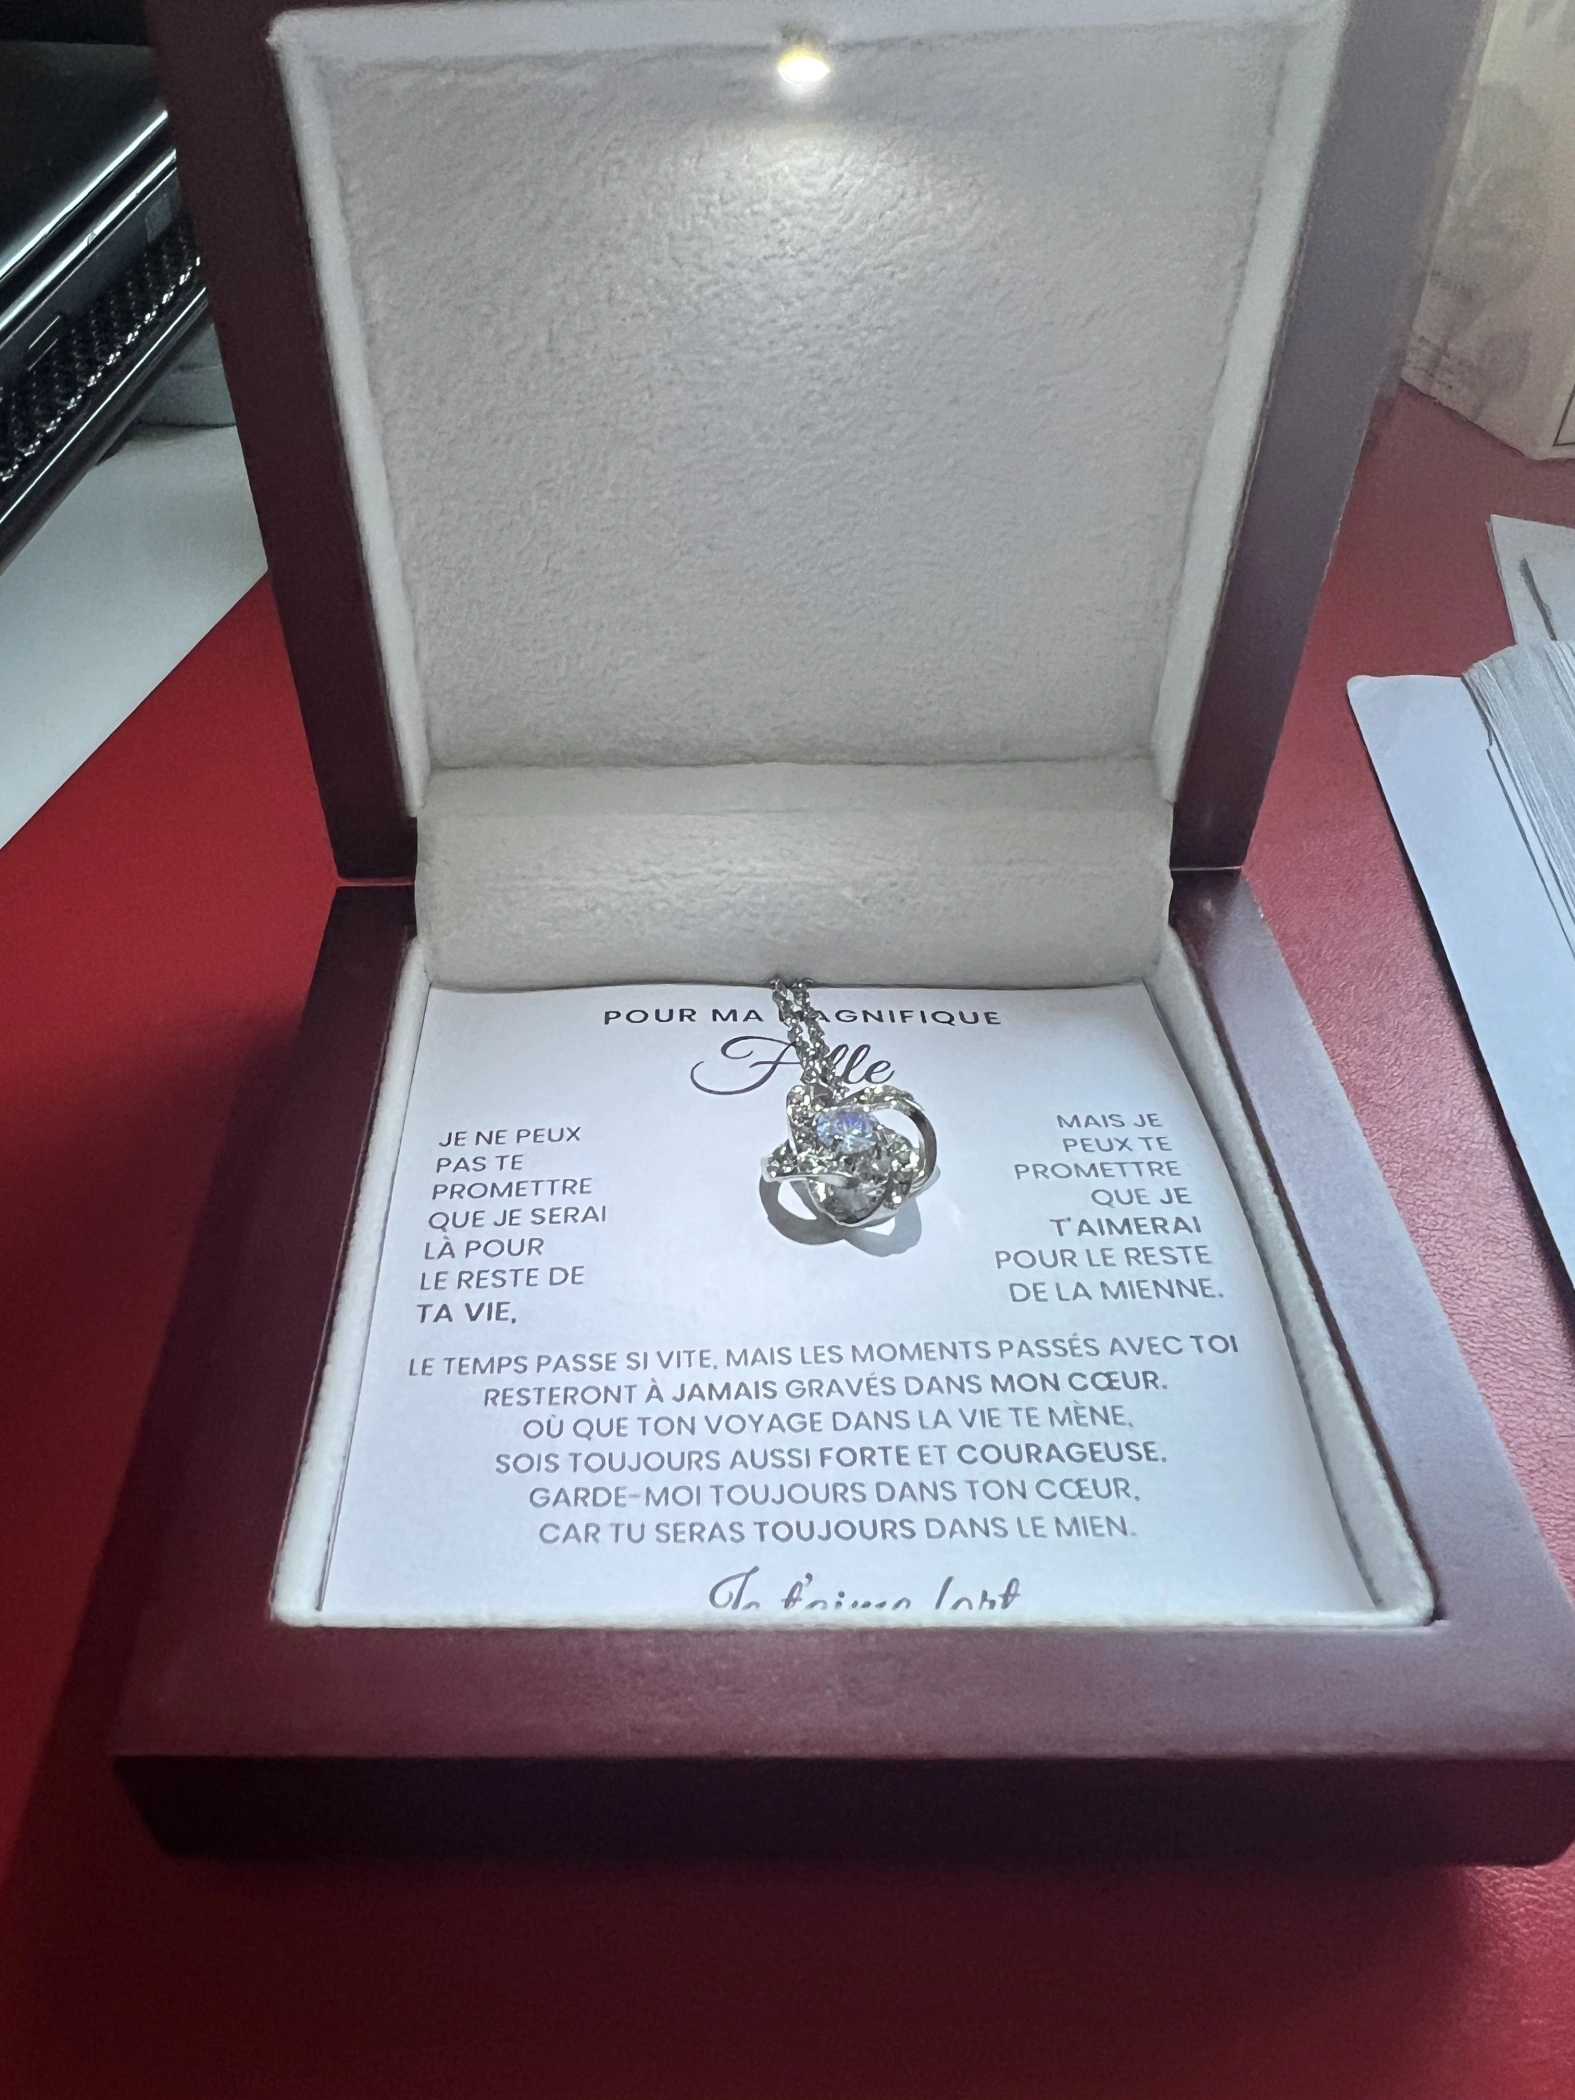 POUR MA MAGNIFIQUE
Fille
JE NE PEUX
PAS TE
PROMETTRE
QUE JE SERAI
LÀ POUR
LE RESTE DE
TA VIE,
MAIS JE
PEUX TE
PROMETTRE
QUE JE
T'AIMERAI
POUR LE RESTE
DE LA MIENNE.
LE TEMPS PASSE SI VITE, MAIS LES MOMENTS PASSÉS AVEC TOI
RESTERONT À JAMAIS GRAVÉS DANS MON CŒUR.
OÙ QUE TON VOYAGE DANS LA VIE TE MÈNE,
SOIS TOUJOURS AUSSI FORTE ET COURAGEUSE.
GARDE-MOI TOUJOURS DANS TON CŒUR,
CAR TU SERAS TOUJOURS DANS LE MIEN.
Je t'aime